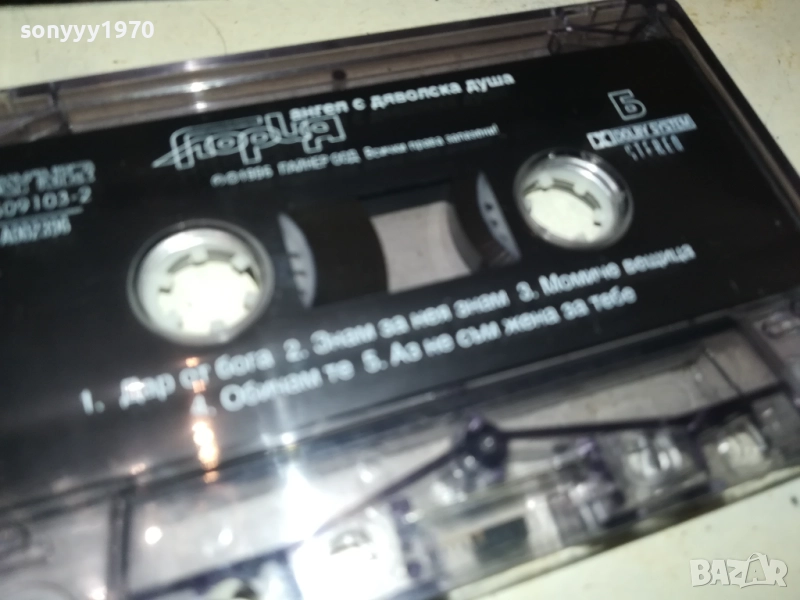 sonyyy1970
ангел с дяволска душа
Глория
Б
Всички права запазени!
DOLBY SYSTEM
STEREO
509103-2
1. Дар от бога 2. Знам за нея знам 3. Момиче вещица
4. Обичам те 5. Аз не съм жена за тебе
BAZAR